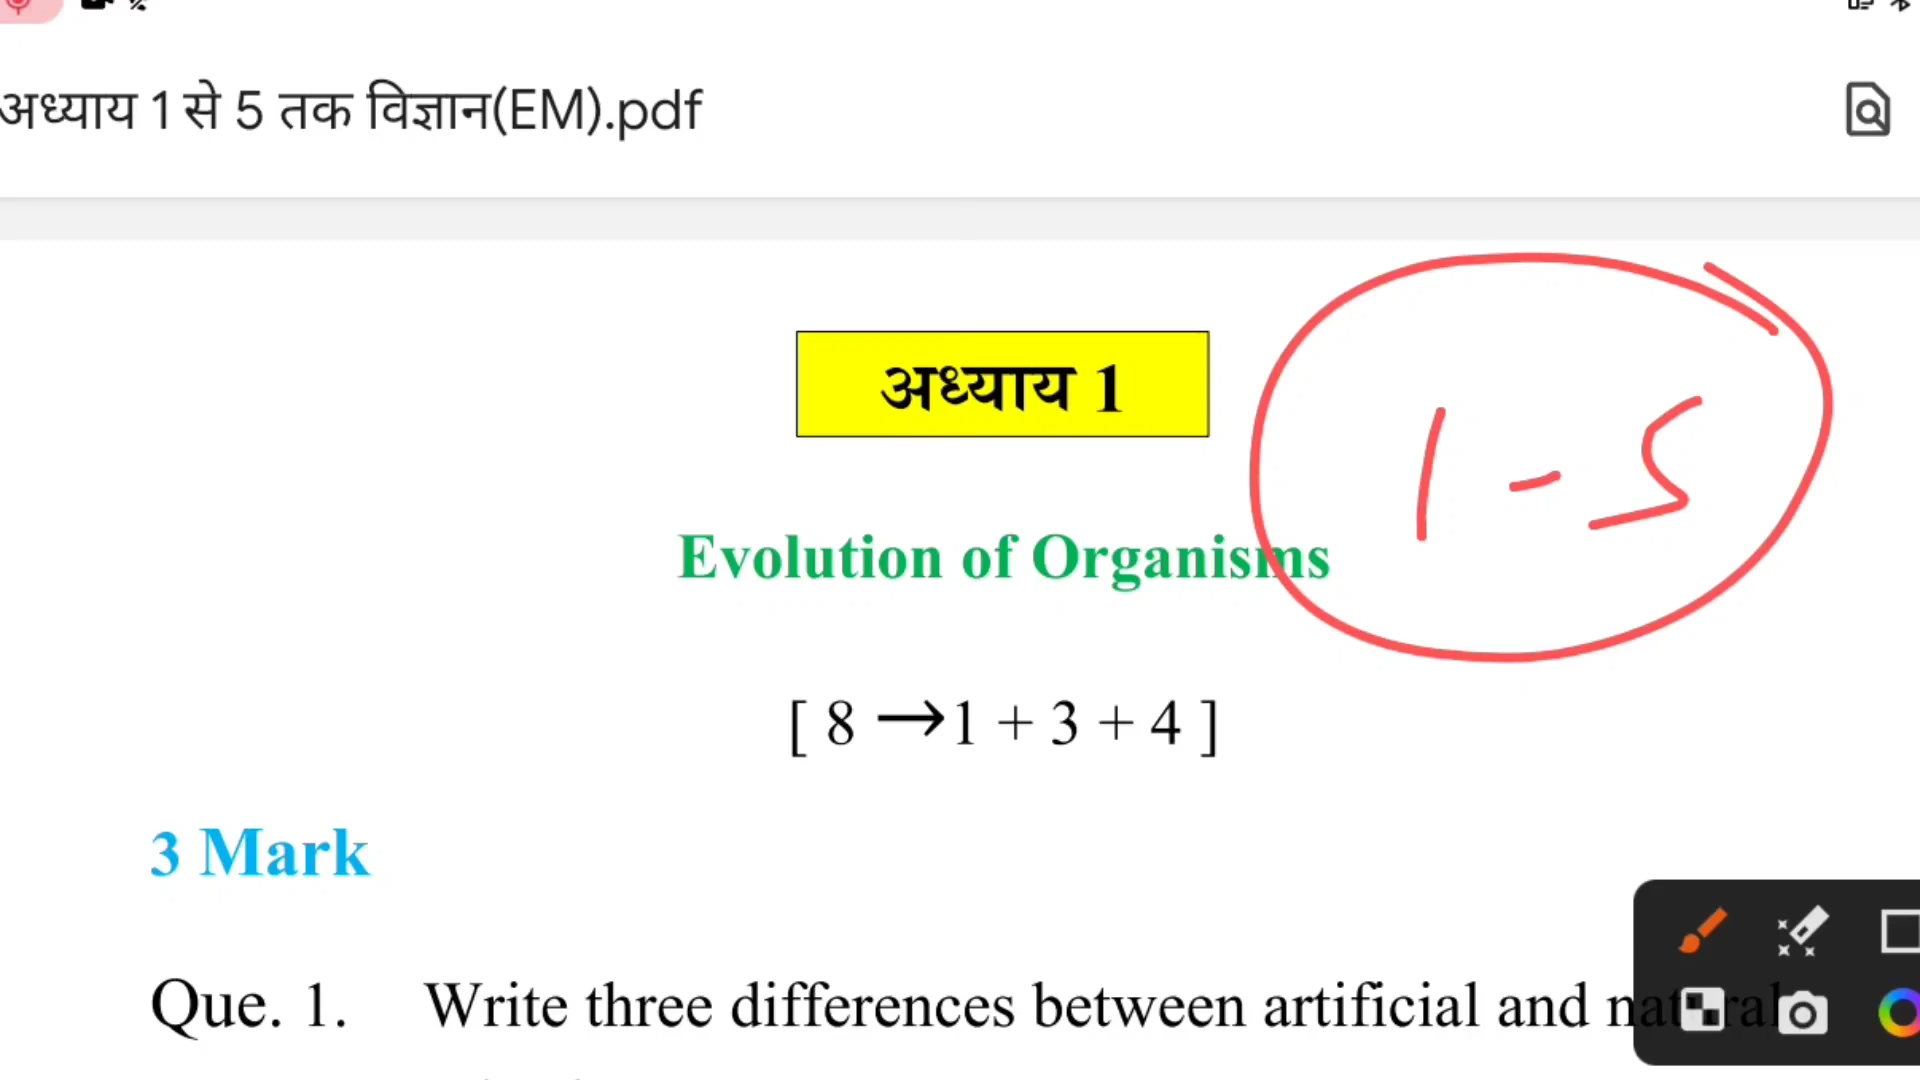 अध्याय 1 से 5 तक विज्ञान(EM).pdf
अध्याय 1
1 - 5
Evolution of Organisms
[ 8 →1 + 3 + 4 ]
3 Mark
Que. 1. Write three differences between artificial and natural